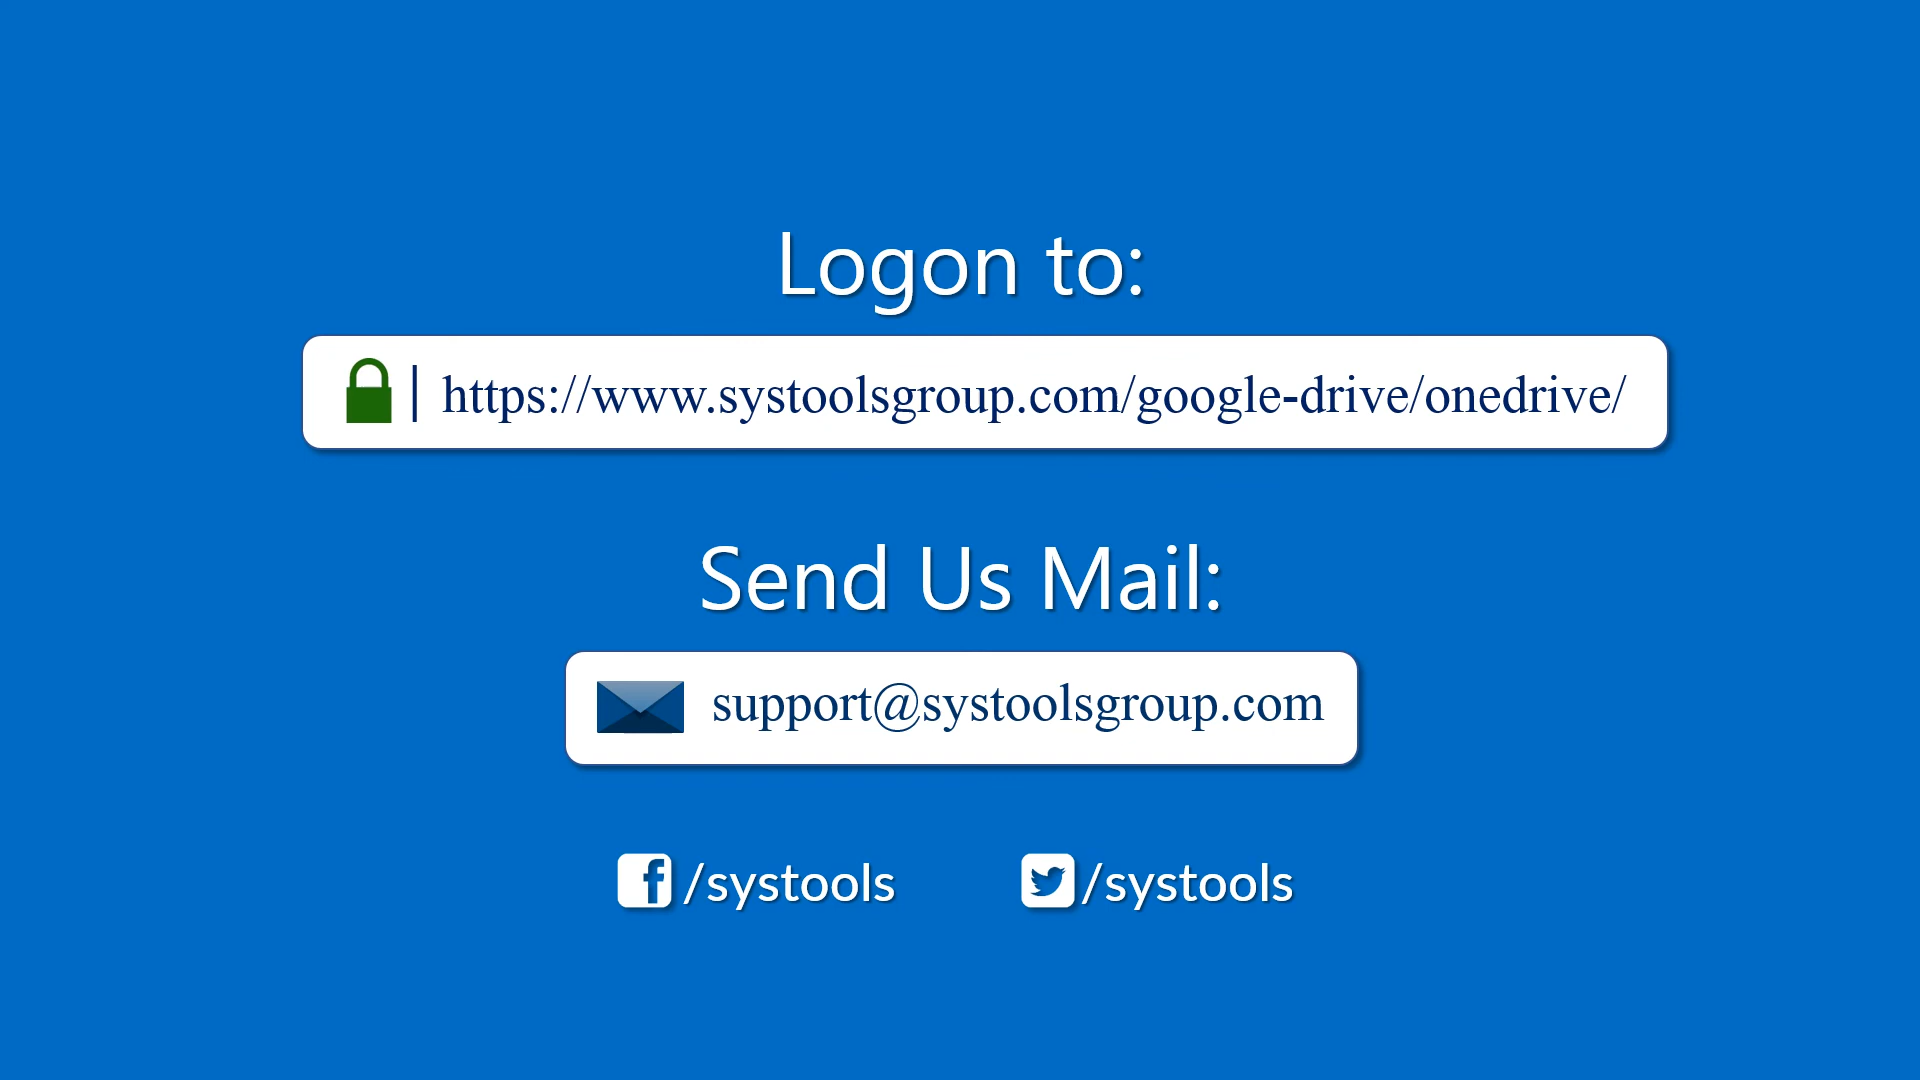 Logon to:
https://www.systoolsgroup.com/google-drive/onedrive/
Send Us Mail:
support@systoolsgroup.com
/systools /systools